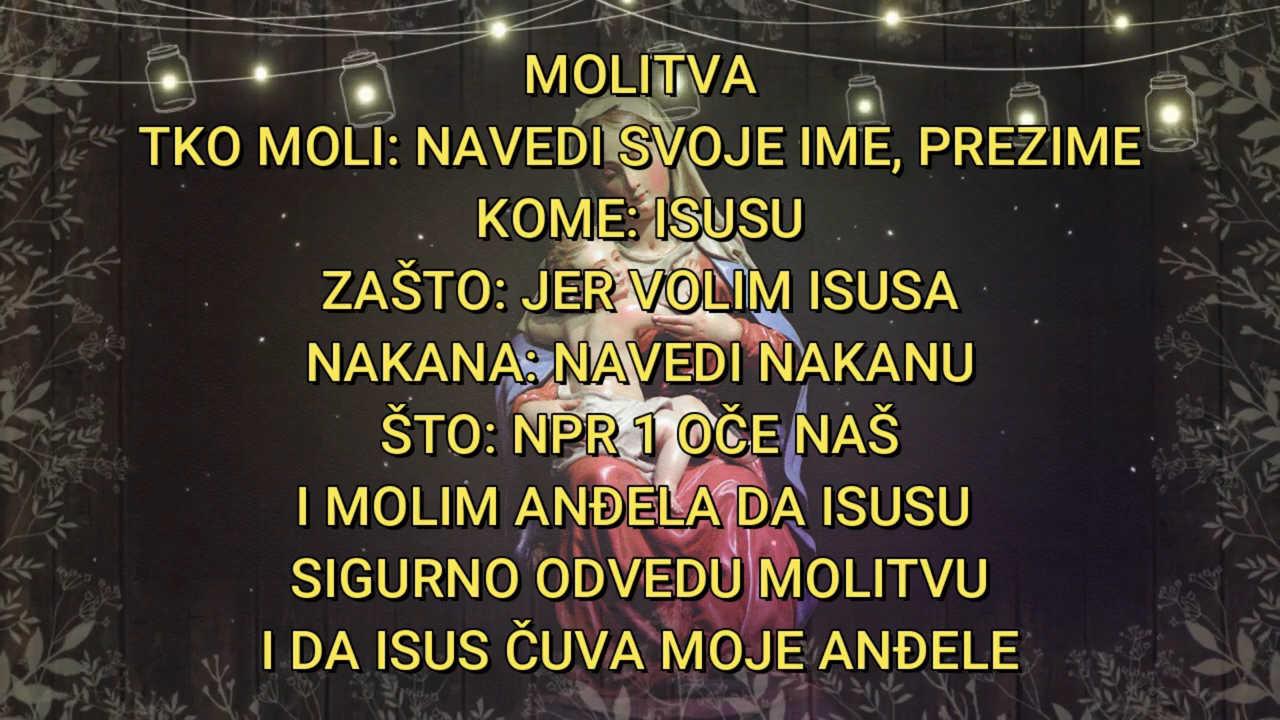 MOLITVA
TKO MOLI: NAVEDI SVOJE IME, PREZIME
KOME: ISUSU
ZAŠTO: JER VOLIM ISUSA
NAKANA: NAVEDI NAKANU
ŠTO: NPR 1 OČE NAŠ
I MOLIM ANĐELA DA ISUSU
SIGURNO ODVEDU MOLITVU
I DA ISUS ČUVA MOJE ANĐELE